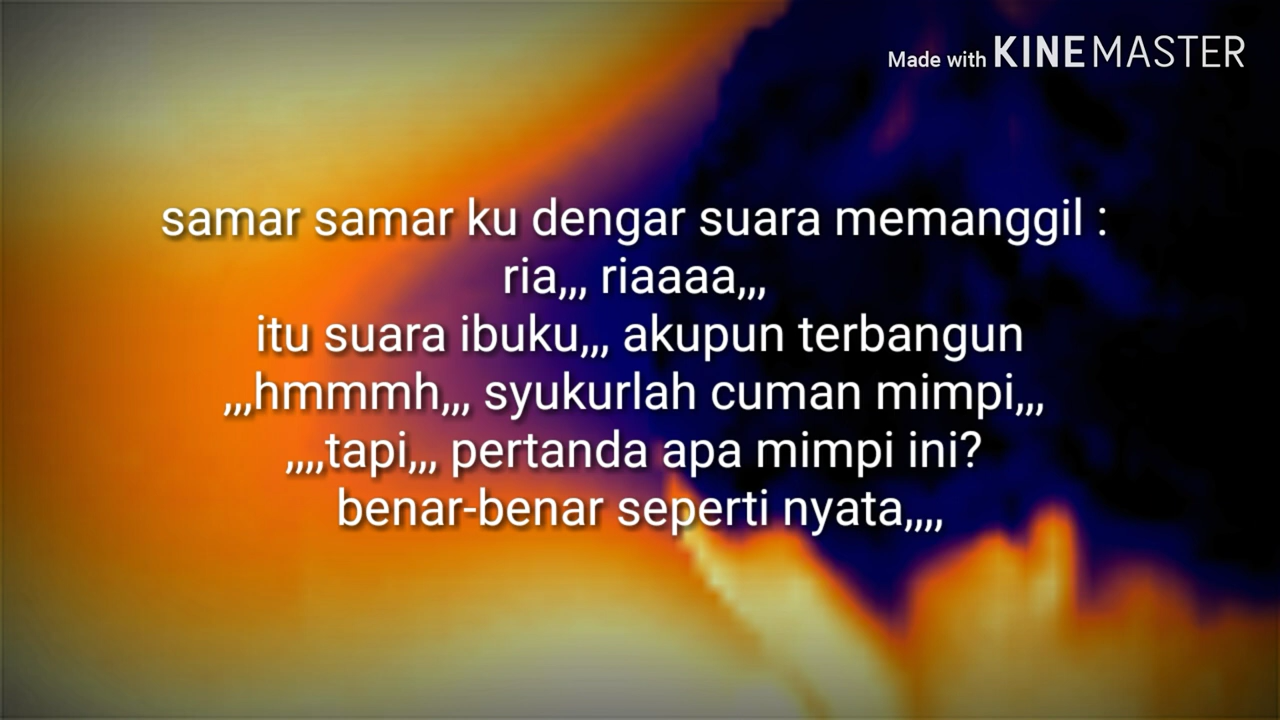 Made with KINEMASTER
samar samar ku dengar suara memanggil :
ria,,, riaaaa,,,
itu suara ibuku,,, akupun terbangun
,,,hmmmh,,, syukurlah cuman mimpi,,,
,,,,tapi,,, pertanda apa mimpi ini?
benar-benar seperti nyata,,,,